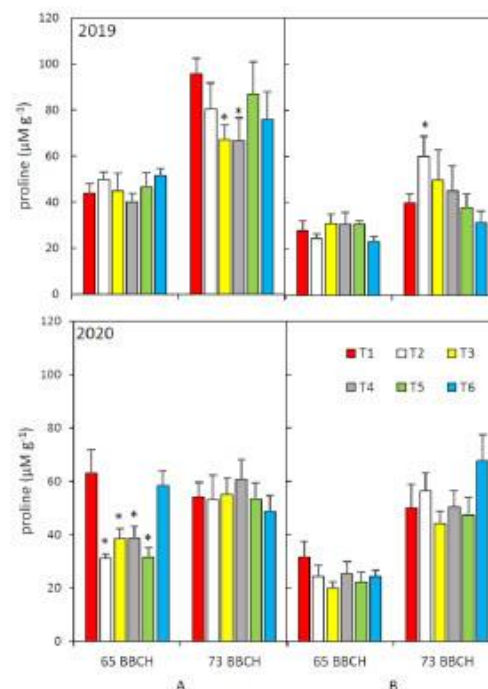 2019
120
100
80
60
40
20
0
proline (µM g⁻¹)
* *
*
2020
120
100
80
60
40
20
0
proline (µM g⁻¹)
T1 T2 T3
T4 T5 T6
* * * *
65 BBCH 73 BBCH 65 BBCH 73 BBCH
A B